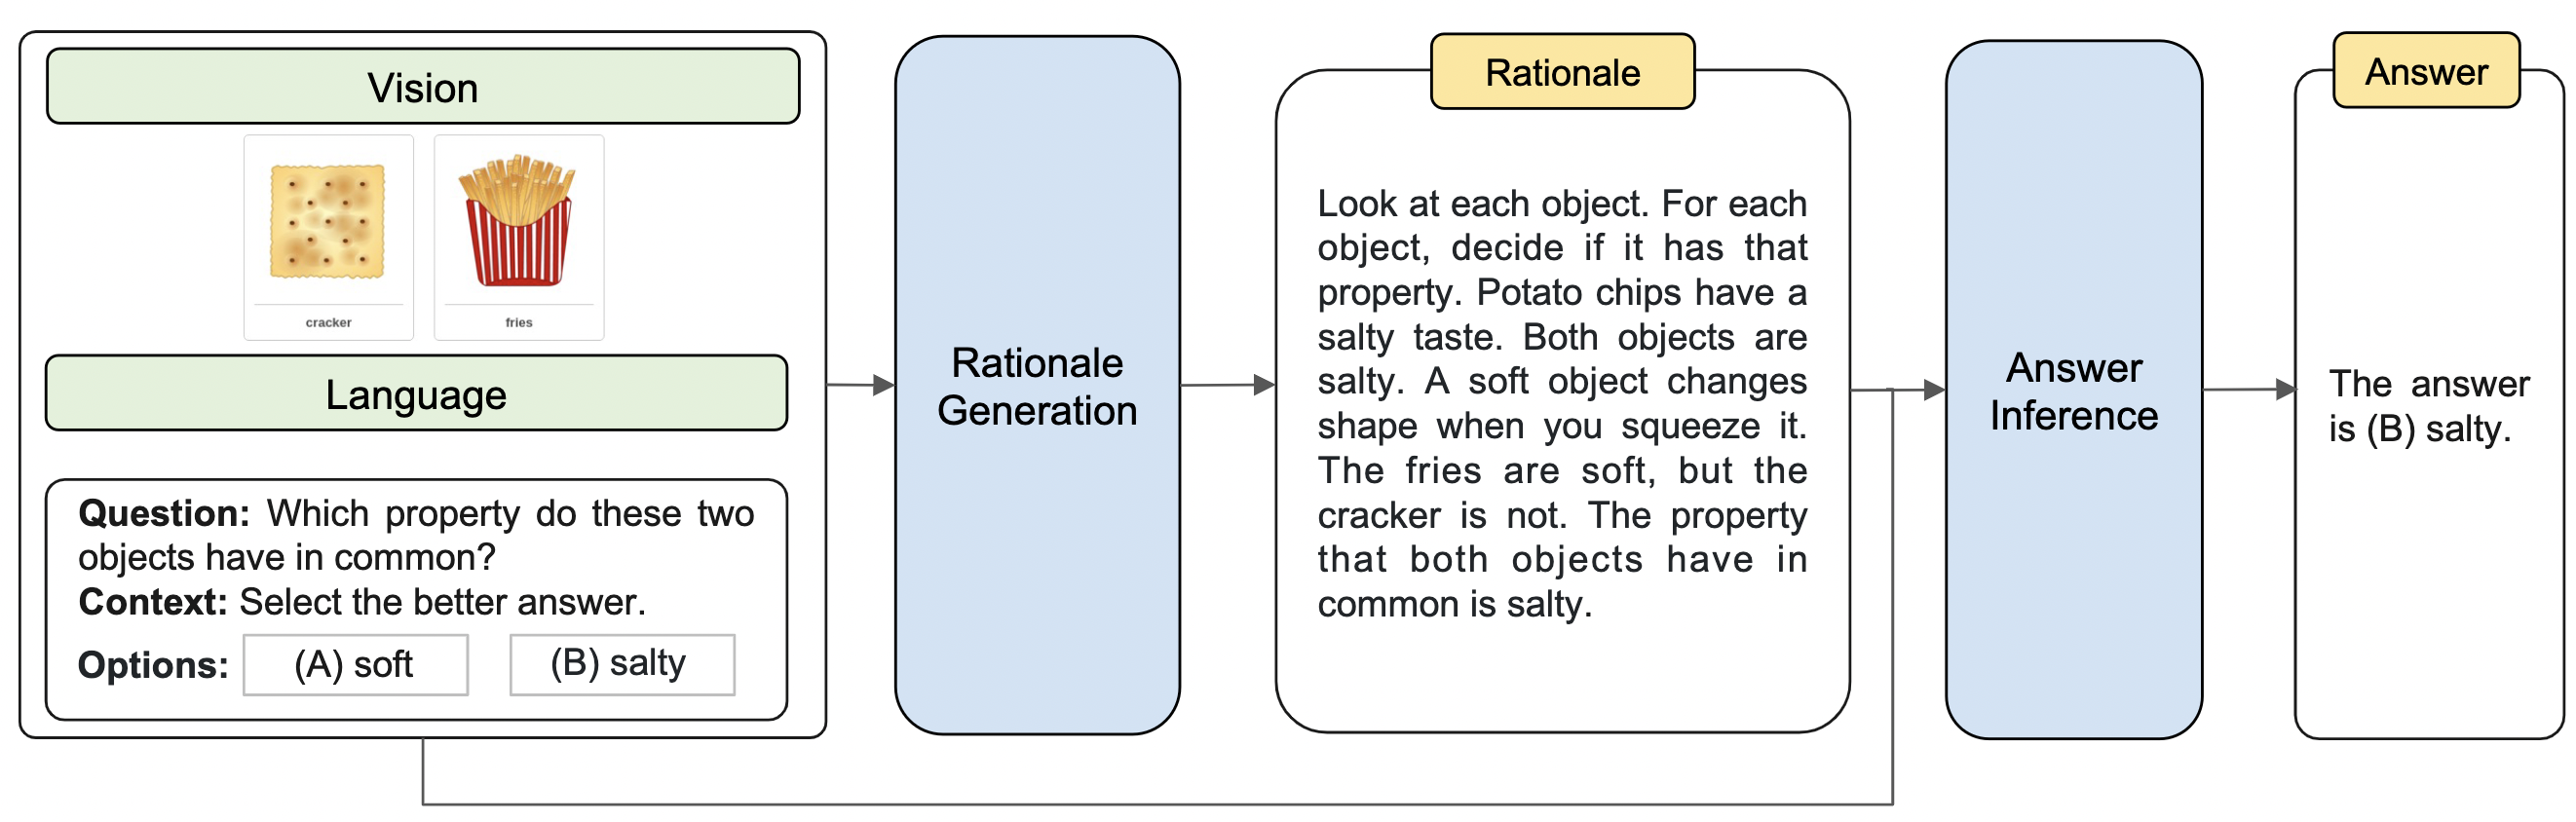 Vision
cracker
fries
Language
Question: Which property do these two
objects have in common?
Context: Select the better answer.
Options: (A) soft (B) salty
Rationale
Generation
Rationale
Look at each object. For each
object, decide if it has that
property. Potato chips have a
salty taste. Both objects are
salty. A soft object changes
shape when you squeeze it.
The fries are soft, but the
cracker is not. The property
that both objects have in
common is salty.
Answer
Inference
Answer
The answer
is (B) salty.